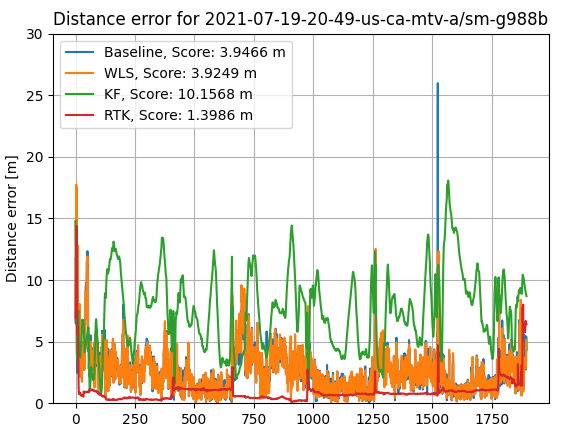 Distance error for 2021-07-19-20-49-us-ca-mtv-a/sm-g988b
Baseline, Score: 3.9466 m
WLS, Score: 3.9249 m
KF, Score: 10.1568 m
RTK, Score: 1.3986 m
Distance error [m]
30
25
20
15
10
5
0
0 250 500 750 1000 1250 1500 1750